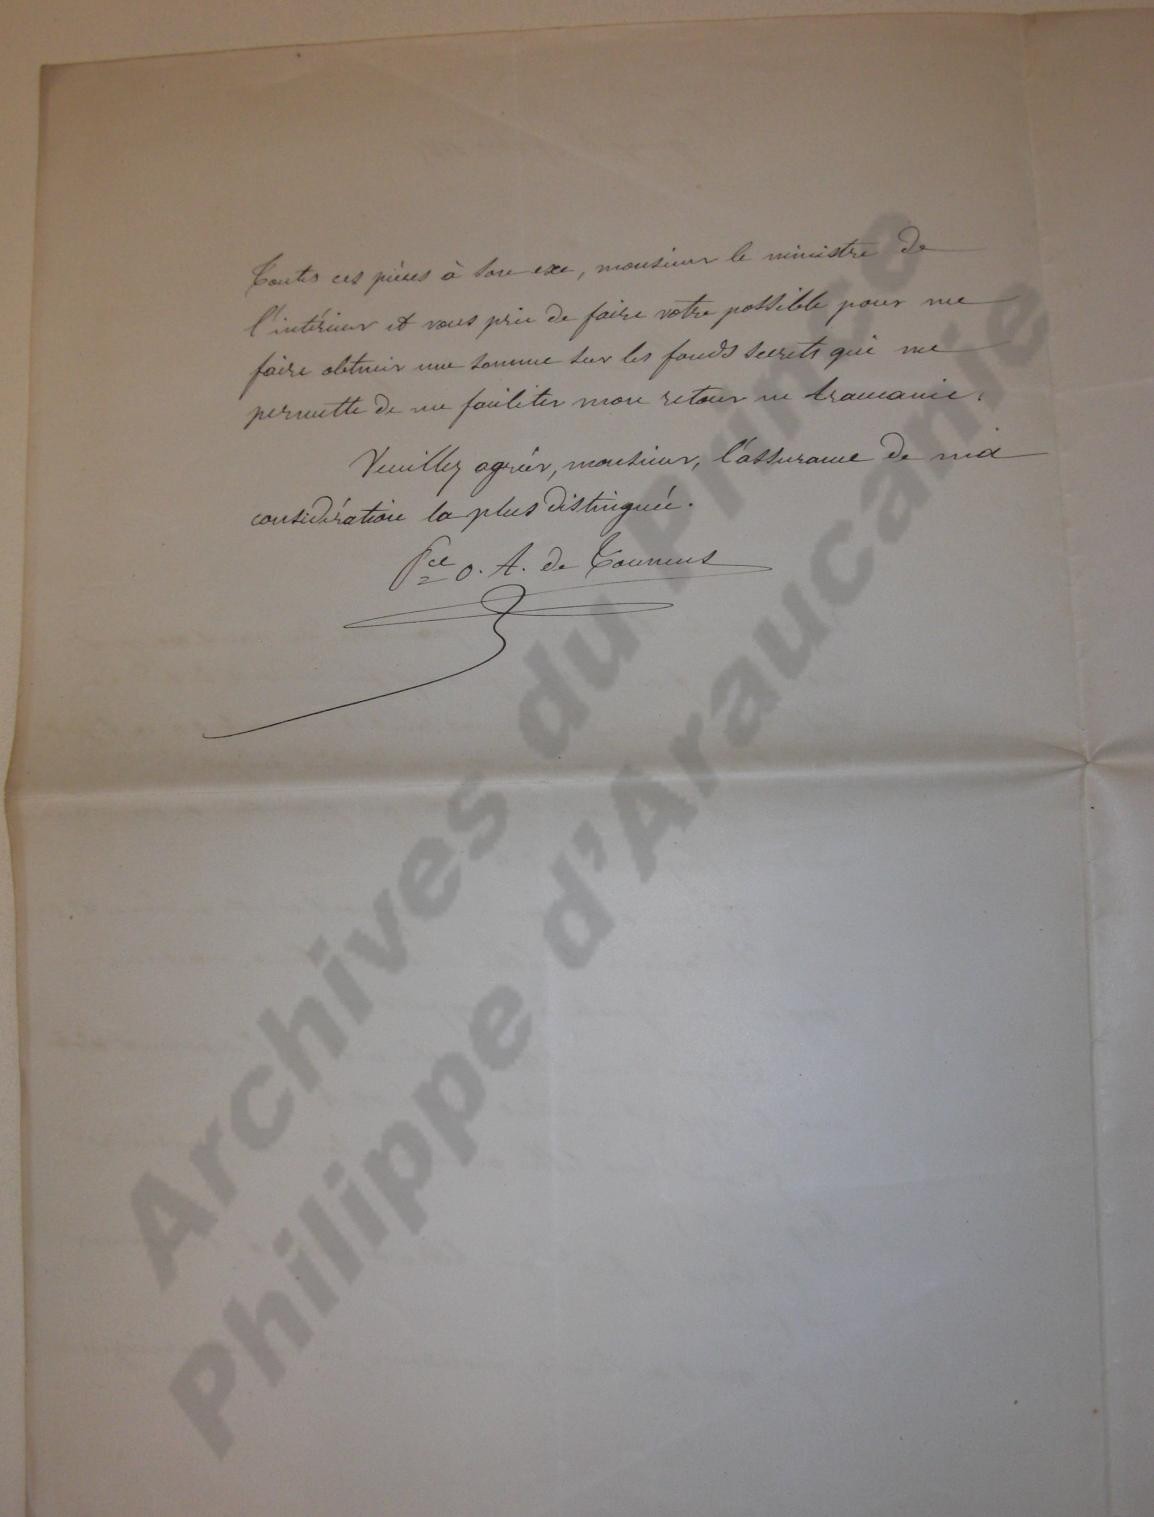 toutes ces pièces à son exe, monsieur le ministre de
l'intérieur et vous prie de faire votre possible pour me
faire obtenir une somme sur les fonds secrets qui me
permette de me faciliter mon retour en Araucanie.
Veuillez agréer, monsieur, l'assurance de ma
considération la plus distinguée.
Pce O. A. de Tounens
Archives du Prince
Philippe d'Araucanie